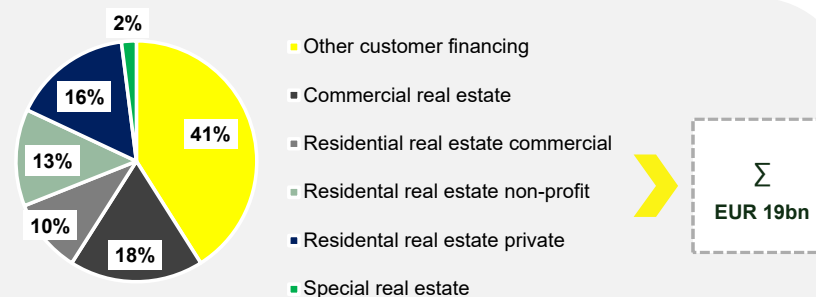 2%
16%
41%
13%
10%
18%
Other customer financing
Commercial real estate
Residential real estate commercial
Residental real estate non-profit
Residental real estate private
Special real estate
∑
EUR 19bn